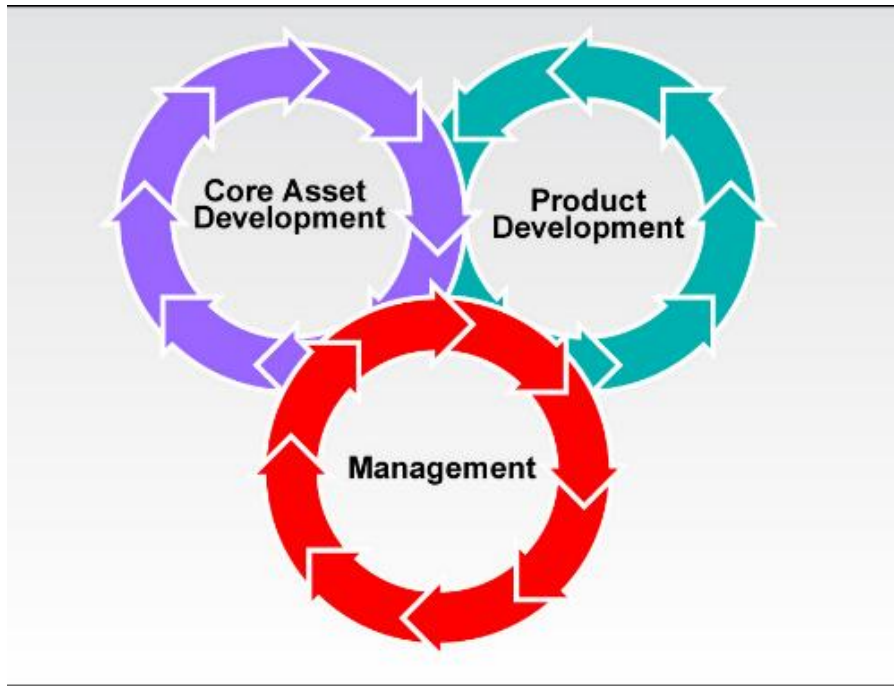 Core Asset
Development
Product
Development
Management